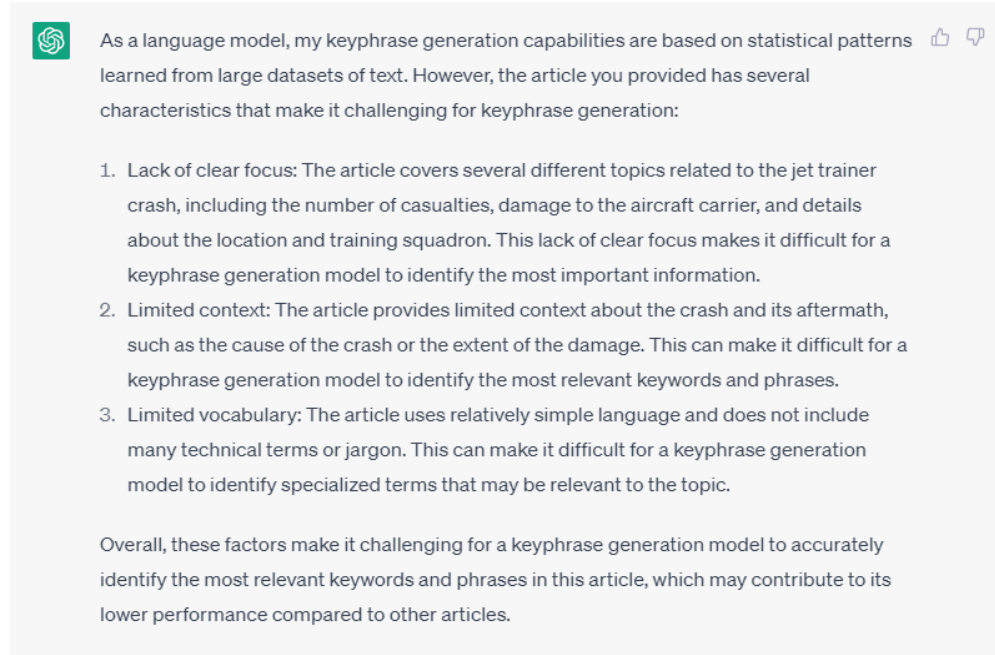 As a language model, my keyphrase generation capabilities are based on statistical patterns
learned from large datasets of text. However, the article you provided has several
characteristics that make it challenging for keyphrase generation:
1. Lack of clear focus: The article covers several different topics related to the jet trainer
crash, including the number of casualties, damage to the aircraft carrier, and details
about the location and training squadron. This lack of clear focus makes it difficult for a
keyphrase generation model to identify the most important information.
2. Limited context: The article provides limited context about the crash and its aftermath,
such as the cause of the crash or the extent of the damage. This can make it difficult for a
keyphrase generation model to identify the most relevant keywords and phrases.
3. Limited vocabulary: The article uses relatively simple language and does not include
many technical terms or jargon. This can make it difficult for a keyphrase generation
model to identify specialized terms that may be relevant to the topic.
Overall, these factors make it challenging for a keyphrase generation model to accurately
identify the most relevant keywords and phrases in this article, which may contribute to its
lower performance compared to other articles.